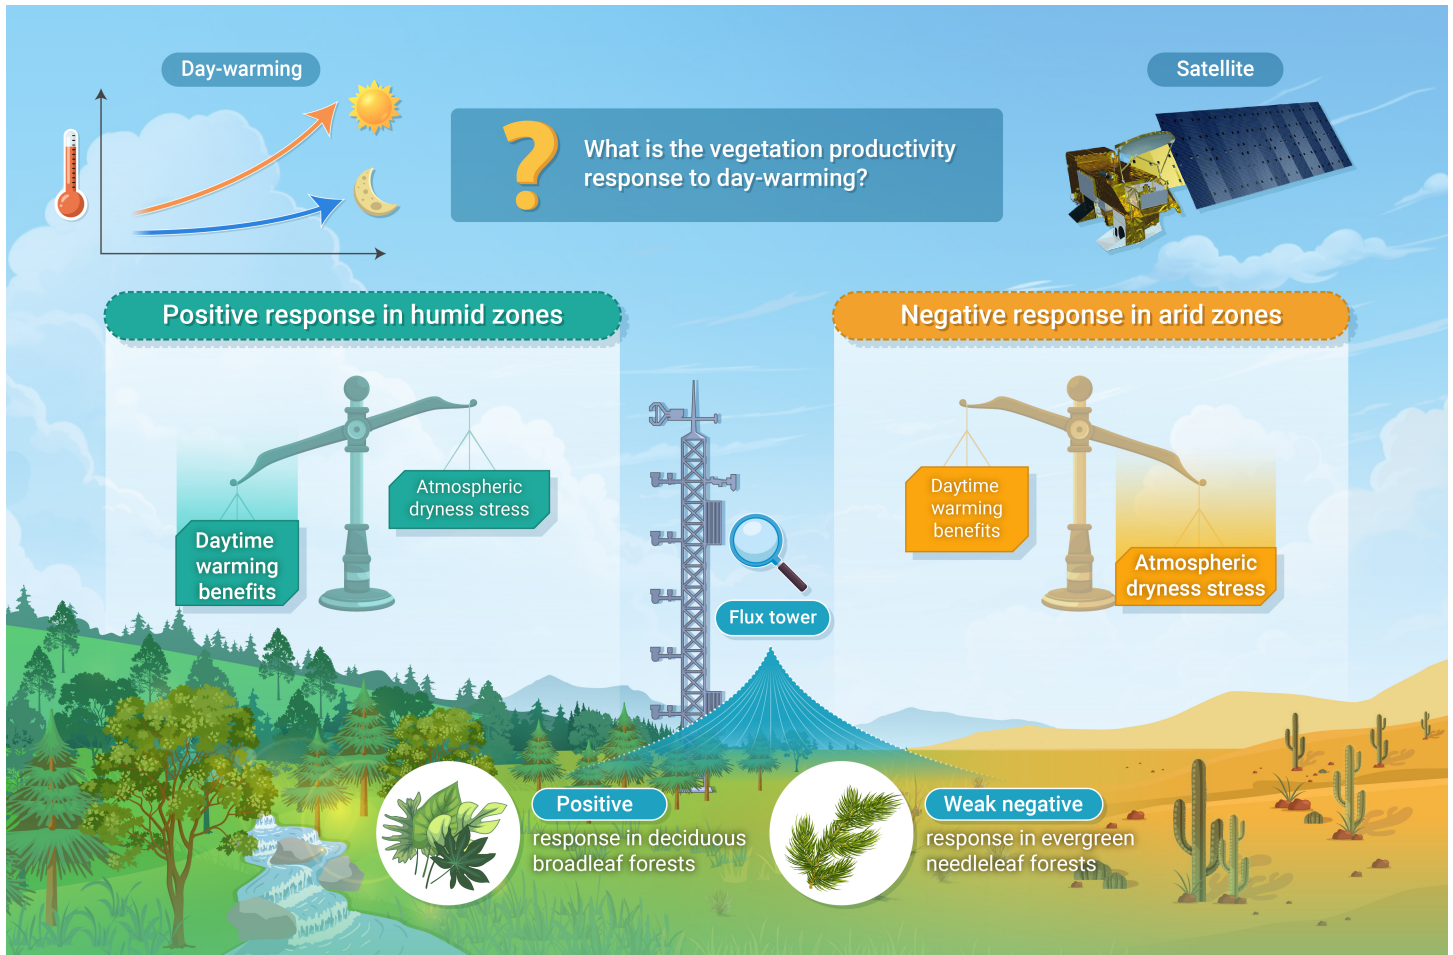 Day-warming
Satellite
What is the vegetation productivity
response to day-warming?
Positive response in humid zones
Negative response in arid zones
Atmospheric
dryness stress
Daytime
warming
benefits
Daytime
warming
benefits
Atmospheric
dryness stress
Flux tower
Positive
response in deciduous
broadleaf forests
Weak negative
response in evergreen
needleleaf forests